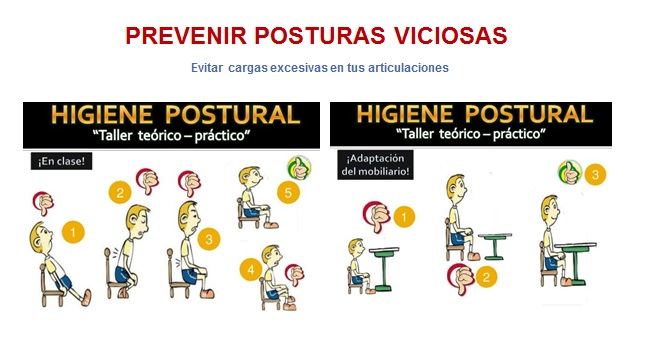 PREVENIR POSTURAS VICIOSAS
Evitar cargas excesivas en tus articulaciones
HIGIENE POSTURAL
"Taller teórico – práctico"
¡En clase!
1
2
3
4
5
HIGIENE POSTURAL
"Taller teórico – práctico"
¡Adaptación
del mobiliario!
1
2
3